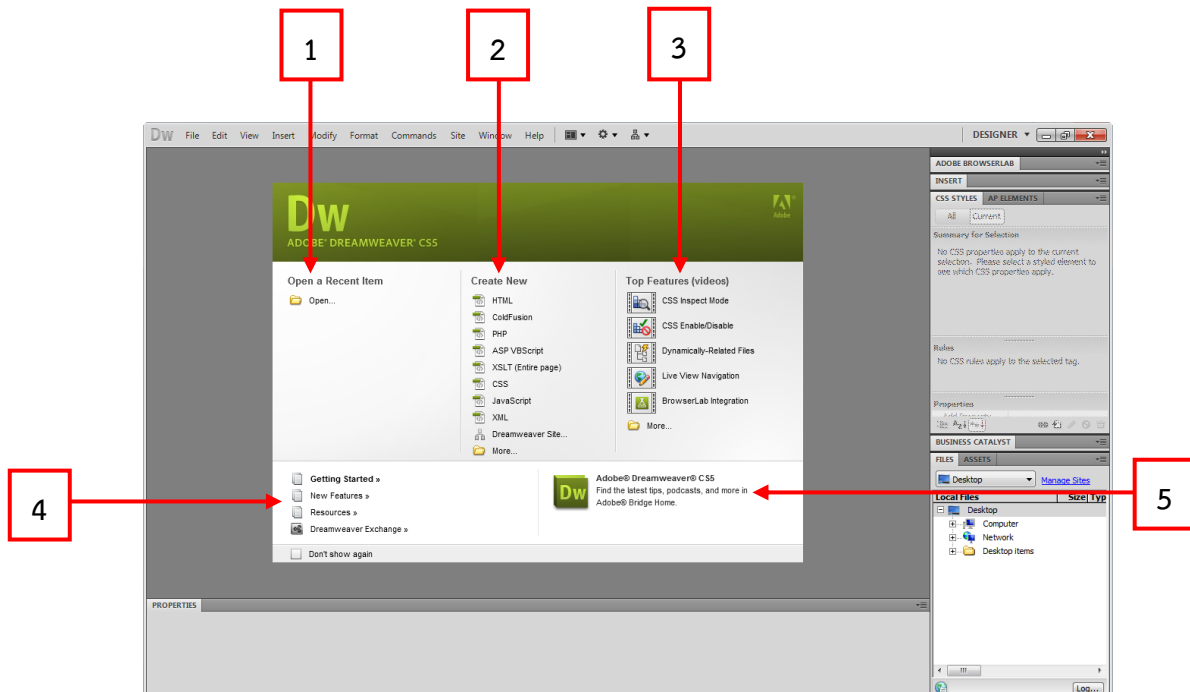 1
2
3
Dw File Edit View Insert Modify Format Commands Site Window Help DESIGNER
ADOBE BROWSERLAB
INSERT
CSS STYLES AP ELEMENTS
All Current
Summary for Selection
No CSS properties apply to the current
selection. Please select a styled element to
see which CSS properties apply.
Rules
No CSS rules apply to the selected tag.
Properties
Add Property
BUSINESS CATALYST
FILES ASSETS
Desktop Manage Sites
Local Files Size Typ
Desktop
Computer
Network
Desktop items
Log...
Dw
Adobe
ADOBE® DREAMWEAVER® CS5
Open a Recent Item
Open...
Create New
HTML
ColdFusion
PHP
ASP VBScript
XSLT (Entire page)
CSS
JavaScript
XML
Dreamweaver Site...
More...
Top Features (videos)
CSS Inspect Mode
CSS Enable/Disable
Dynamically-Related Files
Live View Navigation
BrowserLab Integration
More...
4
Getting Started »
New Features »
Resources »
Dreamweaver Exchange »
Dw
Adobe® Dreamweaver® CS5
Find the latest tips, podcasts, and more in
Adobe® Bridge Home.
5
Don't show again
PROPERTIES